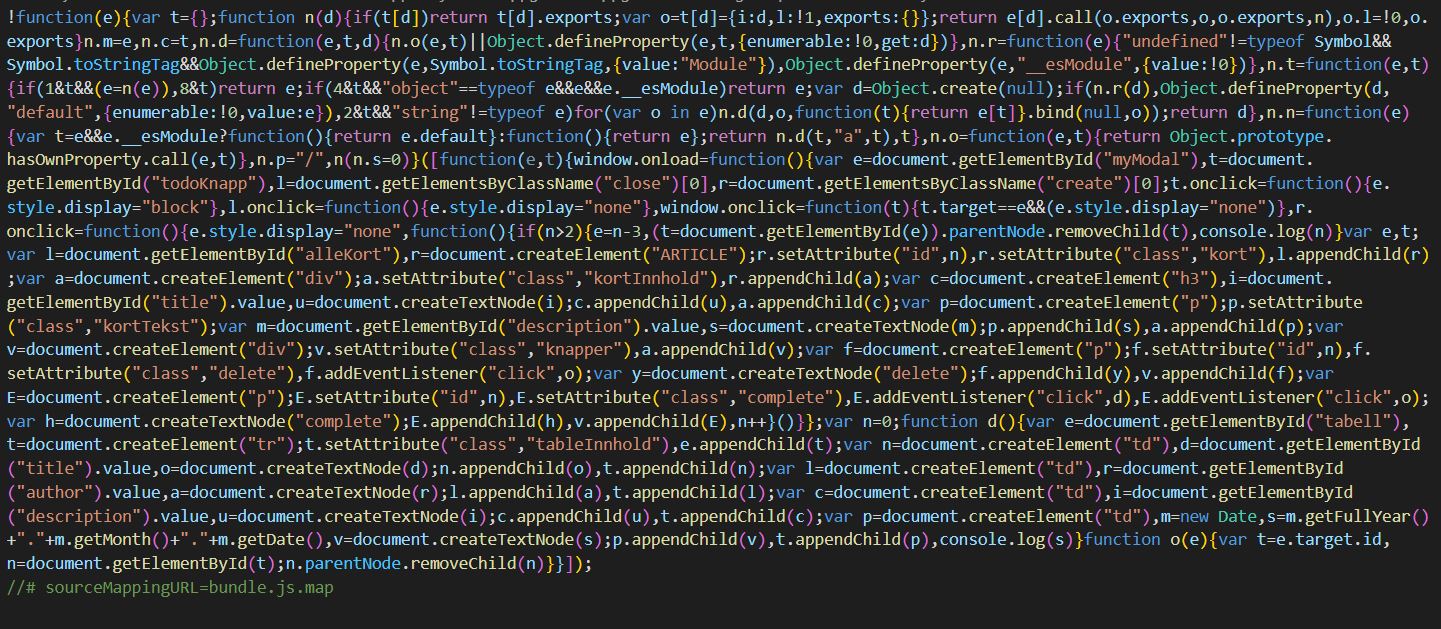 !function(e){var t={};function n(d){if(t[d])return t[d].exports;var o=t[d]={i:d,l:!1,exports:{}};return e[d].call(o.exports,o,o.exports,n),o.l=!0,o.
exports}n.m=e,n.c=t,n.d=function(e,t,d){n.o(e,t)||Object.defineProperty(e,t,{enumerable:!0,get:d})},n.r=function(e){"undefined"!=typeof Symbol&&
Symbol.toStringTag&&Object.defineProperty(e,Symbol.toStringTag,{value:"Module"}),Object.defineProperty(e,"__esModule",{value:!0})},n.t=function(e,t)
{if(1&t&&(e=n(e)),8&t)return e;if(4&t&&"object"==typeof e&&e&&e.__esModule)return e;var d=Object.create(null);if(n.r(d),Object.defineProperty(d,
"default",{enumerable:!0,value:e}),2&t&&"string"!=typeof e)for(var o in e)n.d(d,o,function(t){return e[t]}.bind(null,o));return d},n.n=function(e)
{var t=e&&e.__esModule?function(){return e.default}:function(){return e};return n.d(t,"a",t),t},n.o=function(e,t){return Object.prototype.
hasOwnProperty.call(e,t)},n.p="/",n(n.s=0)}([function(e,t){window.onload=function(){var e=document.getElementById("myModal"),t=document.
getElementById("todoKnapp"),l=document.getElementsByClassName("close")[0],r=document.getElementsByClassName("create")[0];t.onclick=function(){e.
style.display="block"},l.onclick=function(){e.style.display="none"},window.onclick=function(t){t.target==e&&(e.style.display="none")},r.
onclick=function(){e.style.display="none",function(){if(n>2){e=n-3,(t=document.getElementById(e)).parentNode.removeChild(t),console.log(n)}var e,t;
var l=document.getElementById("alleKort"),r=document.createElement("ARTICLE");r.setAttribute("id",n),r.setAttribute("class","kort"),l.appendChild(r)
;var a=document.createElement("div");a.setAttribute("class","kortInnhold"),r.appendChild(a);var c=document.createElement("h3"),i=document.
getElementById("title").value,u=document.createTextNode(i);c.appendChild(u),a.appendChild(c);var p=document.createElement("p");p.setAttribute
("class","kortTekst");var m=document.getElementById("description").value,s=document.createTextNode(m);p.appendChild(s),a.appendChild(p);var
v=document.createElement("div");v.setAttribute("class","knapper"),a.appendChild(v);var f=document.createElement("p");f.setAttribute("id",n),f.
setAttribute("class","delete"),f.addEventListener("click",o);var y=document.createTextNode("delete");f.appendChild(y),v.appendChild(f);var
E=document.createElement("p");E.setAttribute("id",n),E.setAttribute("class","complete"),E.addEventListener("click",d),E.addEventListener("click",o);
var h=document.createTextNode("complete");E.appendChild(h),v.appendChild(E),n++}()}};var n=0;function d(){var e=document.getElementById("tabell"),
t=document.createElement("tr");t.setAttribute("class","tableInnhold"),e.appendChild(t);var n=document.createElement("td"),d=document.getElementById
("title").value,o=document.createTextNode(d);n.appendChild(o),t.appendChild(n);var l=document.createElement("td"),r=document.getElementById
("author").value,a=document.createTextNode(r);l.appendChild(a),t.appendChild(l);var c=document.createElement("td"),i=document.getElementById
("description").value,u=document.createTextNode(i);c.appendChild(u),t.appendChild(c);var p=document.createElement("td"),m=new Date,s=m.getFullYear()
+"."+m.getMonth()+"."+m.getDate(),v=document.createTextNode(s);p.appendChild(v),t.appendChild(p),console.log(s)}function o(e){var t=e.target.id,
n=document.getElementById(t);n.parentNode.removeChild(n)}}]);
//# sourceMappingURL=bundle.js.map